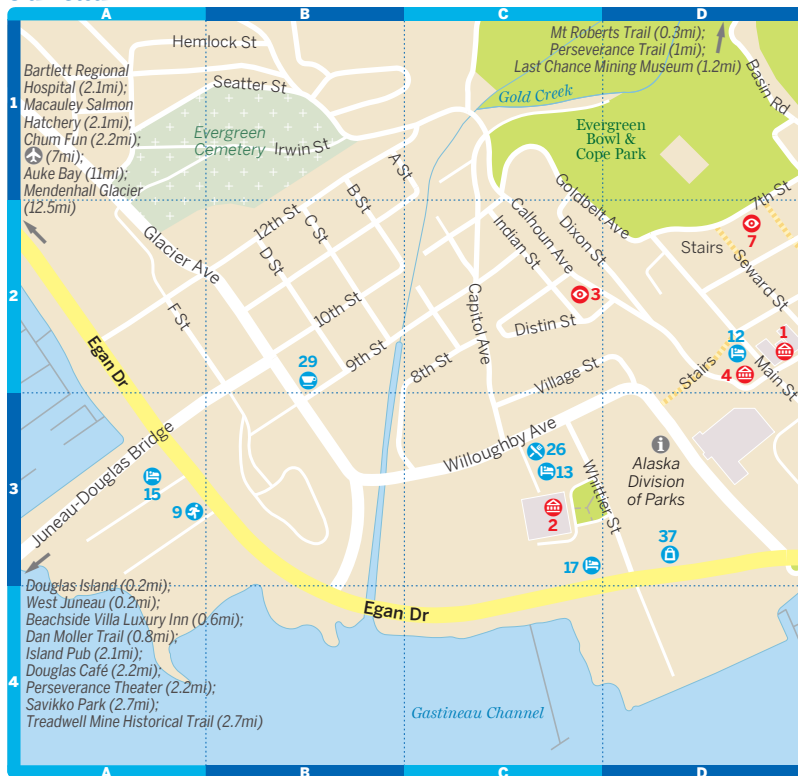 A B C D
Hemlock St
Seatter St
Mt Roberts Trail (0.3mi);
Perseverance Trail (1mi);
Last Chance Mining Museum (1.2mi)
Basin Rd
Bartlett Regional
Hospital (2.1mi);
Macauley Salmon
Hatchery (2.1mi);
Chum Fun (2.2mi);
(7mi);
Auke Bay (11mi);
Mendenhall Glacier
(12.5mi)
1
Gold Creek
Evergreen
Cemetery
Irwin St
Evergreen
Bowl &
Cope Park
A St
B St
C St
D St
F St
12th St
10th St
9th St
8th St
Glacier Ave
Goldbelt Ave
7th St
Calhoun Ave
Dixon St
Indian St
Stairs
7
Seward St
2
3
Capitol Ave
Distin St
12
1
Egan Dr
29
Village St
Stairs
4
Main St
Juneau-Douglas Bridge
Willoughby Ave
26
13
Whittier St
Alaska
Division
of Parks
3
15
9
2
37
17
Egan Dr
Douglas Island (0.2mi);
West Juneau (0.2mi);
Beachside Villa Luxury Inn (0.6mi);
Dan Moller Trail (0.8mi);
Island Pub (2.1mi);
Douglas Café (2.2mi);
Perseverance Theater (2.2mi);
Savikko Park (2.7mi);
Treadwell Mine Historical Trail (2.7mi)
4
Gastineau Channel
A B C D